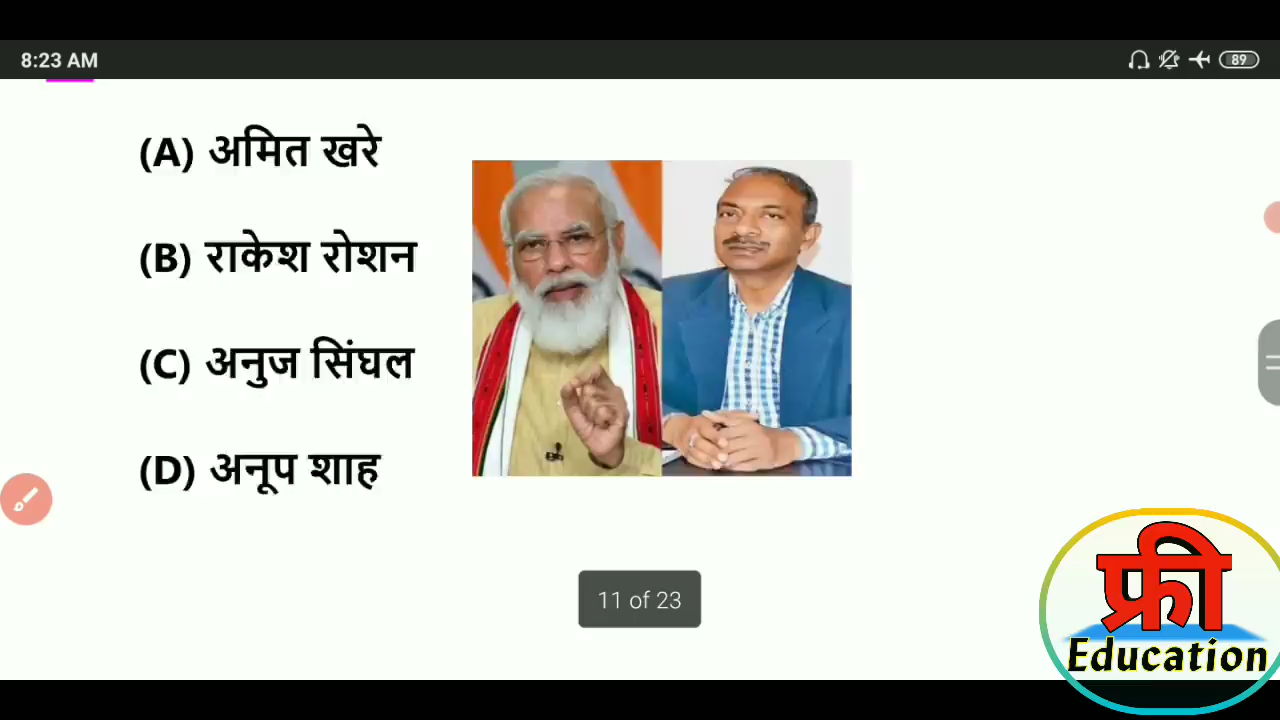 8:23 AM
89
(A) अमित खरे
(B) राकेश रोशन
(C) अनुज सिंघल
(D) अनूप शाह
11 of 23
फ्री
Education